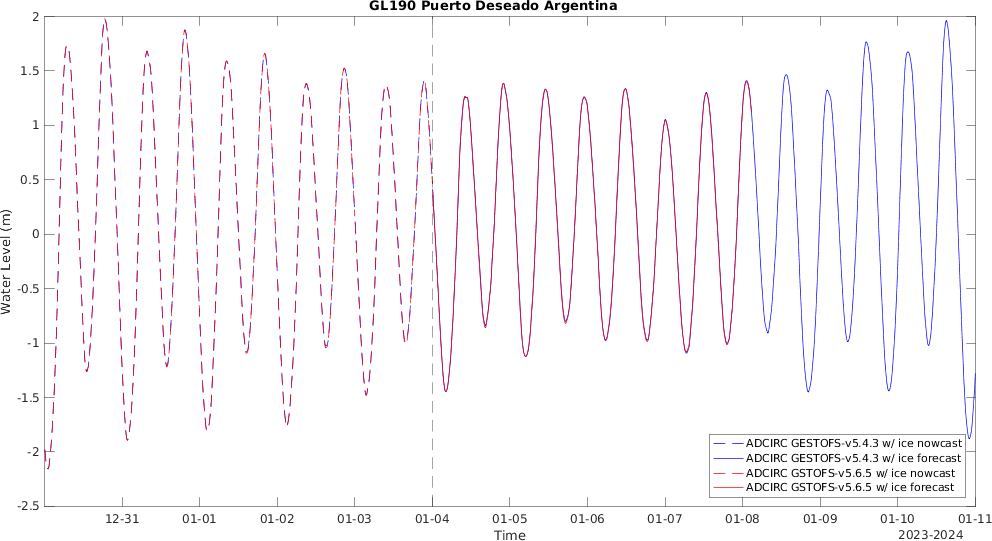 GL190 Puerto Deseado Argentina
2
1.5
1
0.5
0
-0.5
-1
-1.5
-2
-2.5
Water Level (m)
ADCIRC GESTOFS-v5.4.3 w/ ice nowcast
ADCIRC GESTOFS-v5.4.3 w/ ice forecast
ADCIRC GSTOFS-v5.6.5 w/ ice nowcast
ADCIRC GSTOFS-v5.6.5 w/ ice forecast
12-31 01-01 01-02 01-03 01-04 01-05 01-06 01-07 01-08 01-09 01-10 01-11
Time
2023-2024